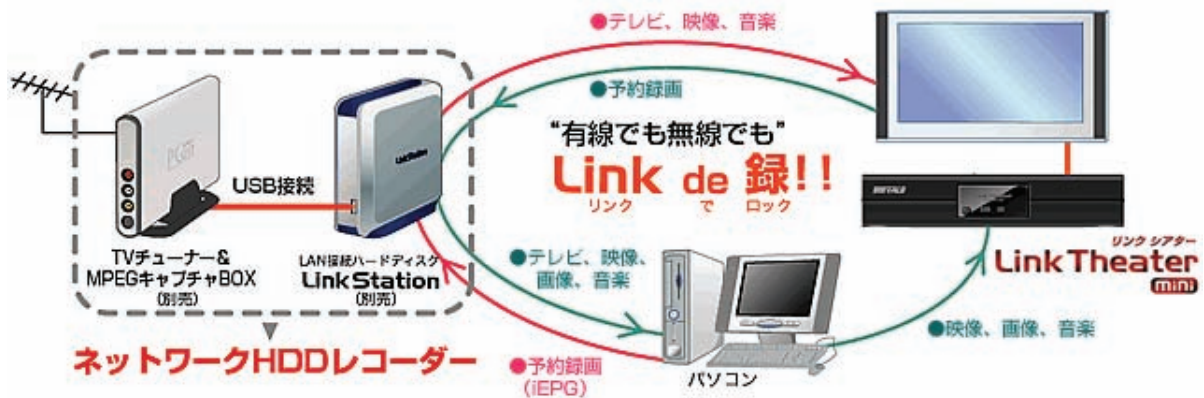 ●テレビ、映像、音楽
●予約録画
"有線でも無線でも"
Link de 録!!
リンク で ロック
PCast
LinkStation
USB接続
TVチューナー&
MPEGキャプチャBOX
(別売)
LAN接続ハードディスク
LinkStation
(別売)
ネットワークHDDレコーダー
●テレビ、映像、
画像、音楽
●予約録画
(iEPG)
パソコン
BUFFALO
リンク シアター
LinkTheater
mini
●映像、画像、音楽